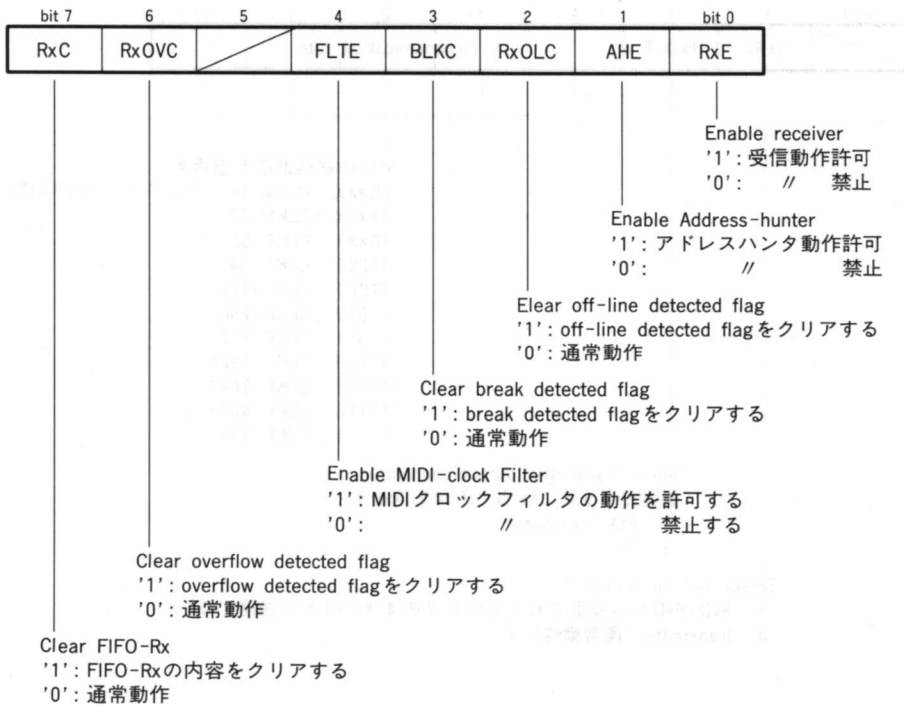 bit 7 6 5 4 3 2 1 bit 0
RxC RxOVC FLTE BRKC RxOLC AHE RxE
Enable receiver
'1': 受信動作許可
'0': 〃 禁止
Enable Address-hunter
'1': アドレスハンタ動作許可
'0': 〃 禁止
Elear off-line detected flag
'1': off-line detected flagをクリアする
'0': 通常動作
Clear break detected flag
'1': break detected flagをクリアする
'0': 通常動作
Enable MIDI-clock Filter
'1': MIDIクロックフィルタの動作を許可する
'0': 〃 禁止する
Clear overflow detected flag
'1': overflow detected flagをクリアする
'0': 通常動作
Clear FIFO-Rx
'1': FIFO-Rxの内容をクリアする
'0': 通常動作